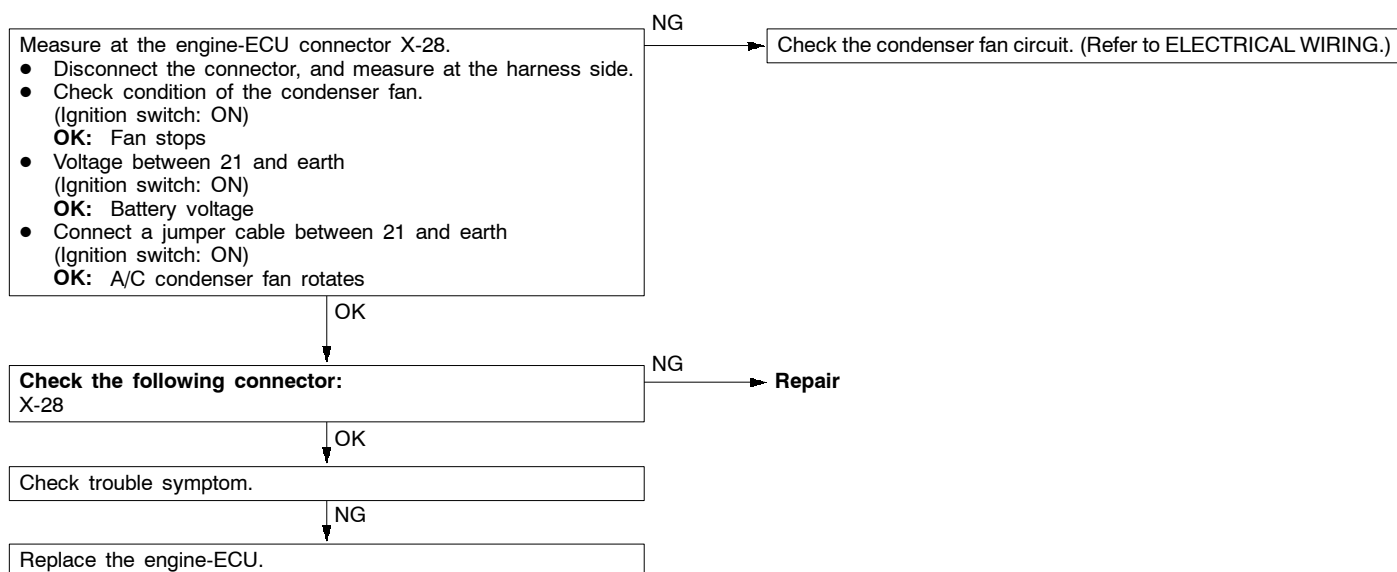 NG
Measure at the engine-ECU connector X-28.
● Disconnect the connector, and measure at the harness side.
● Check condition of the condenser fan.
(Ignition switch: ON)
OK: Fan stops
● Voltage between 21 and earth
(Ignition switch: ON)
OK: Battery voltage
● Connect a jumper cable between 21 and earth
(Ignition switch: ON)
OK: A/C condenser fan rotates
Check the condenser fan circuit. (Refer to ELECTRICAL WIRING.)
OK
Check the following connector:
X-28
NG
Repair
OK
Check trouble symptom.
NG
Replace the engine-ECU.